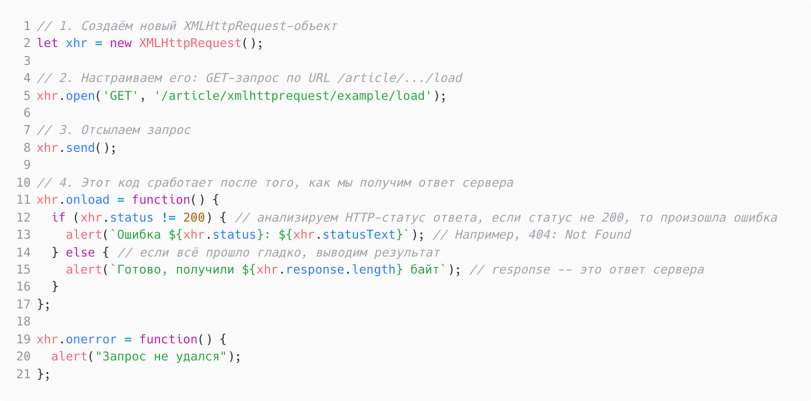 1 // 1. Создаём новый XMLHttpRequest-объект
2 let xhr = new XMLHttpRequest();
3
4 // 2. Настраиваем его: GET-запрос по URL /article/.../load
5 xhr.open('GET', '/article/xmlhttprequest/example/load');
6
7 // 3. Отсылаем запрос
8 xhr.send();
9
10 // 4. Этот код сработает после того, как мы получим ответ сервера
11 xhr.onload = function() {
12   if (xhr.status != 200) { // анализируем HTTP-статус ответа, если статус не 200, то произошла ошибка
13     alert(`Ошибка ${xhr.status}: ${xhr.statusText}`); // Например, 404: Not Found
14   } else { // если всё прошло гладко, выводим результат
15     alert(`Готово, получили ${xhr.response.length} байт`); // response -- это ответ сервера
16   }
17 };
18
19 xhr.onerror = function() {
20   alert("Запрос не удался");
21 };